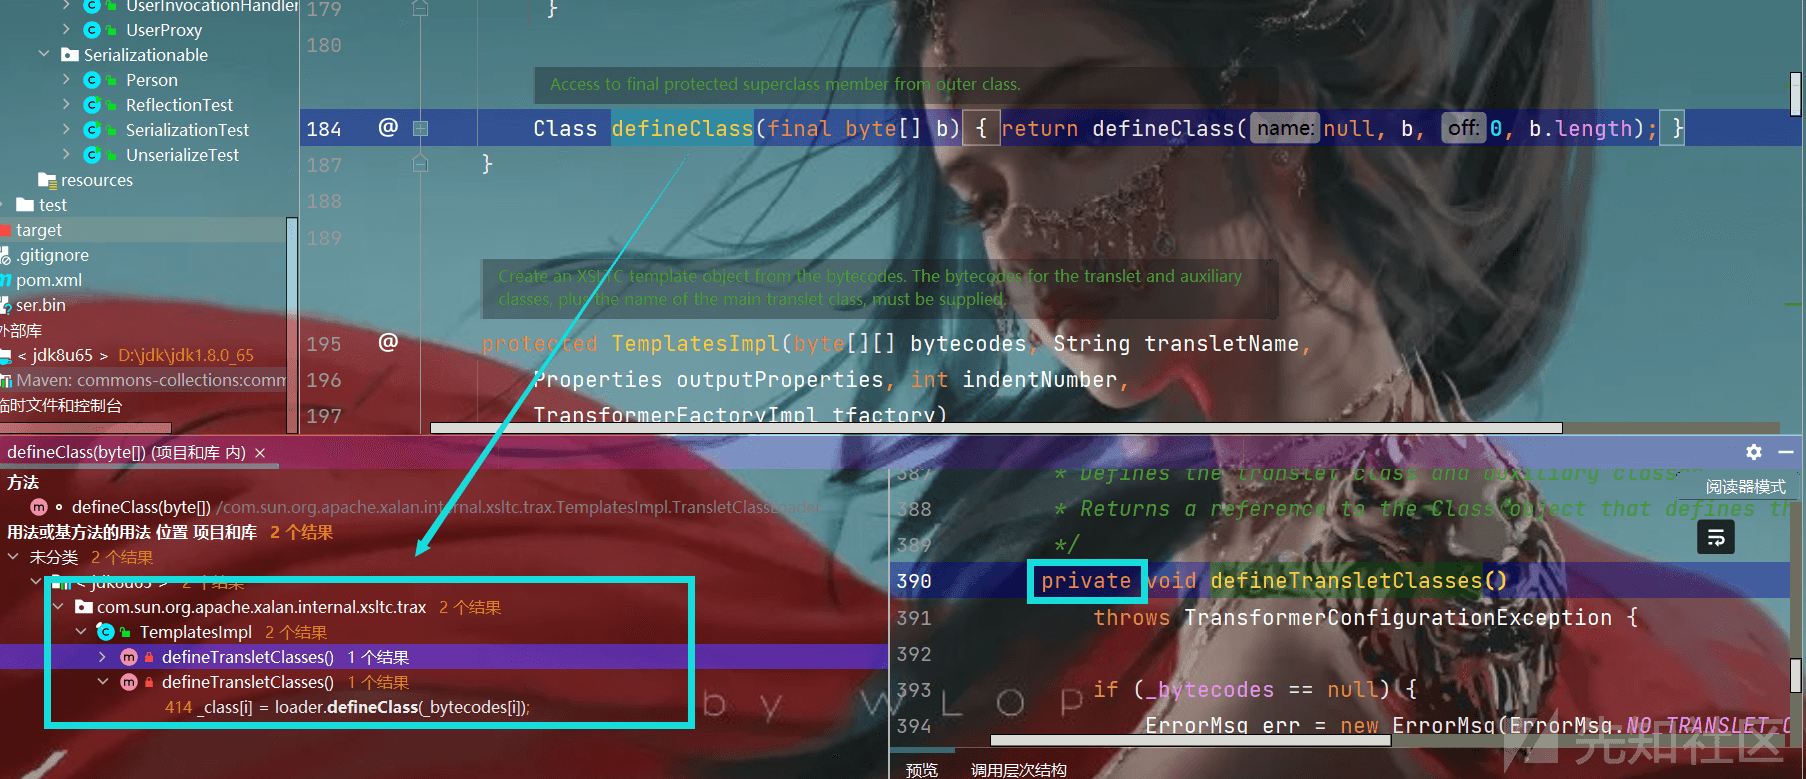 UserInvocationHandler
UserProxy
Serializationable
Person
ReflectionTest
SerializationTest
UnserializeTest
resources
test
target
.gitignore
pom.xml
ser.bin
外部库
< jdk8u65 > D:\jdk\jdk1.8.0_65
Maven: commons-collections:comm
临时文件和控制台
179 }
180
Access to final protected superclass member from outer class.
184 @ Class defineClass(final byte[] b) { return defineClass( name: null, b, off: 0, b.length); }
187 }
188
189
Create an XSLTC template object from the bytecodes. The bytecodes for the translet and auxiliary
classes, plus the name of the main translet class, must be supplied.
195 @ protected TemplatesImpl(byte[][] bytecodes, String transletName,
196 Properties outputProperties, int indentNumber,
197 TransformerFactoryImpl tfactory)
defineClass(byte[]) (项目和库 内) ×
方法
m defineClass(byte[]) /com.sun.org.apache.xalan.internal.xsltc.trax.TemplatesImpl.TransletClassLoader
用法或基方法的用法 位置 项目和库 2 个结果
未分类 2 个结果
< jdk8u65 > 2 个结果
com.sun.org.apache.xalan.internal.xsltc.trax 2 个结果
TemplatesImpl 2 个结果
m defineTransletClasses() 1 个结果
m defineTransletClasses() 1 个结果
414 _class[i] = loader.defineClass(_bytecodes[i]);
387 * Defines the translet class and auxiliary classes.
阅读器模式
388 * Returns a reference to the Class object that defines th
389 */
390 private void defineTransletClasses()
391 throws TransformerConfigurationException {
392
393 if (_bytecodes == null) {
394 ErrorMsg err = new ErrorMsg(ErrorMsg.NO_TRANSLET_C
by WLOP
预览 调用层次结构
先知社区